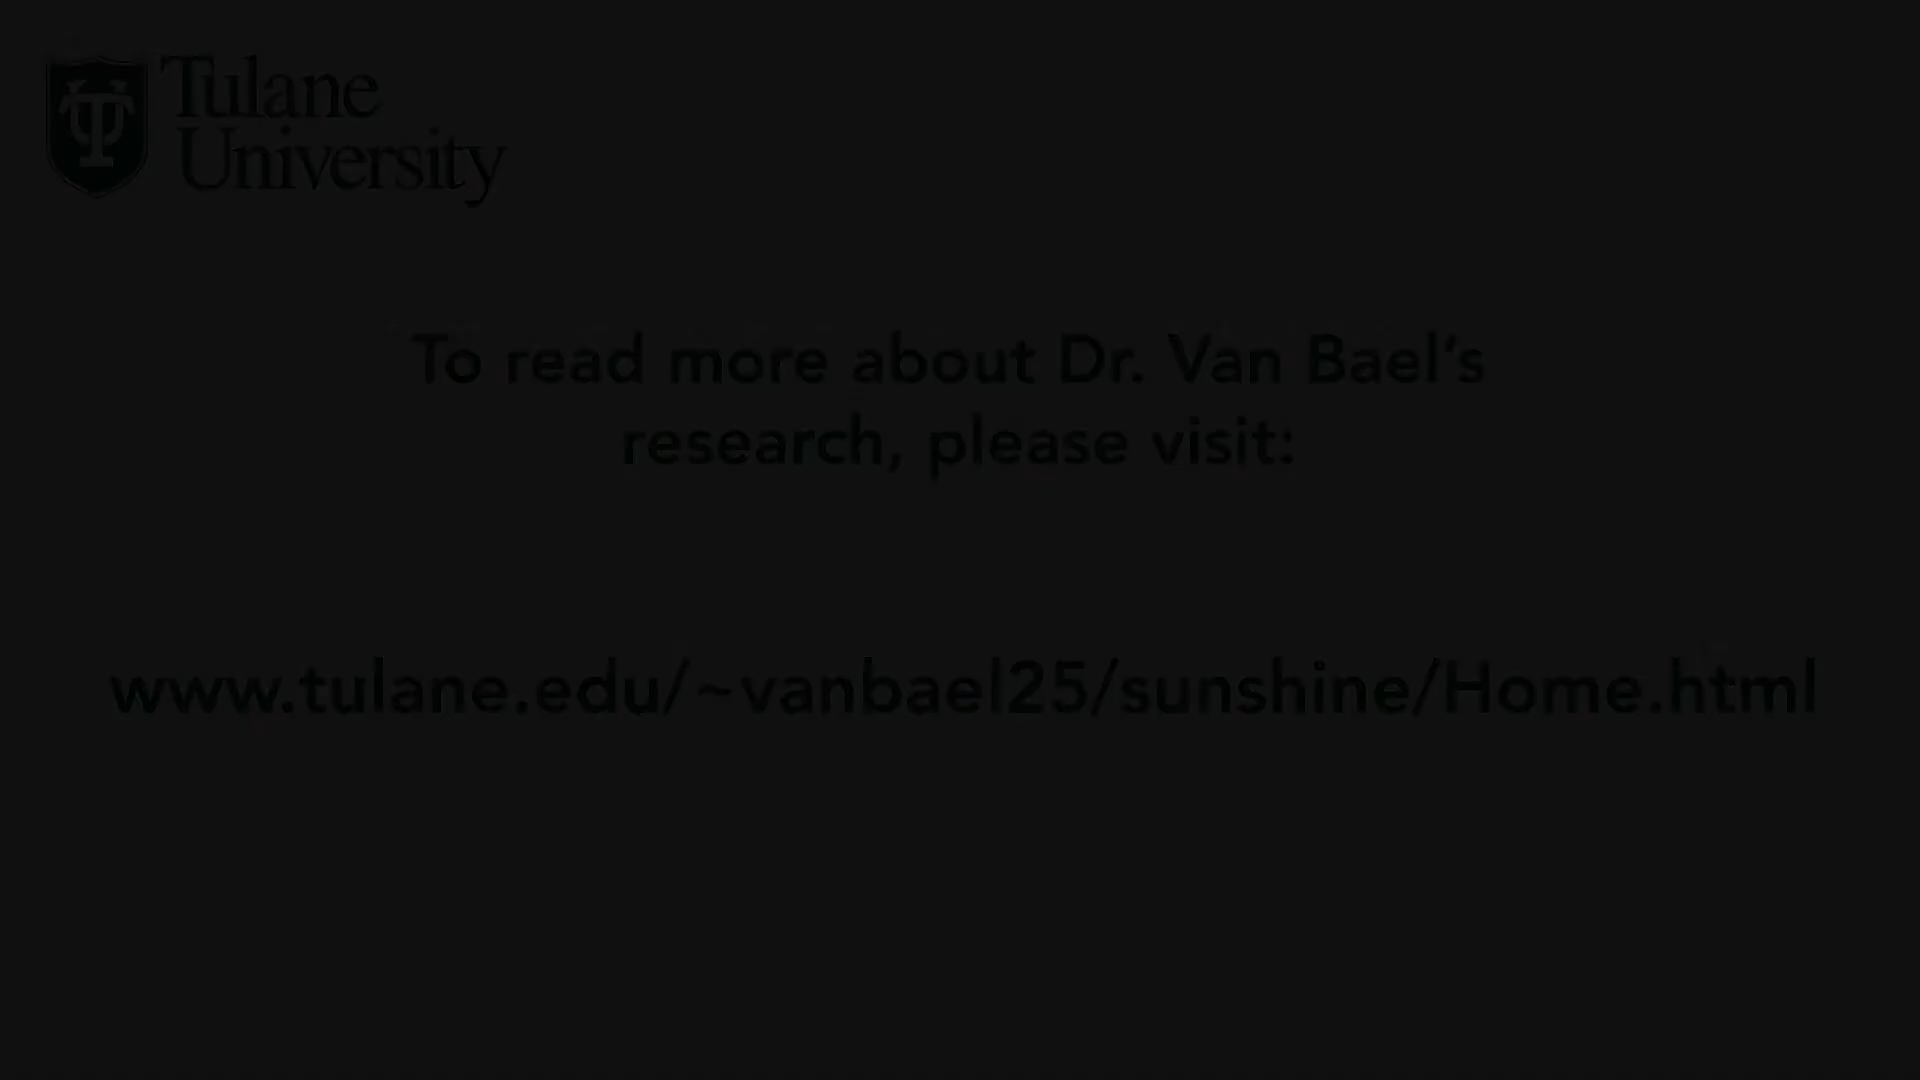 Tulane
University
To read more about Dr. Van Bael's
research, please visit:
www.tulane.edu/~vanbael25/sunshine/Home.html